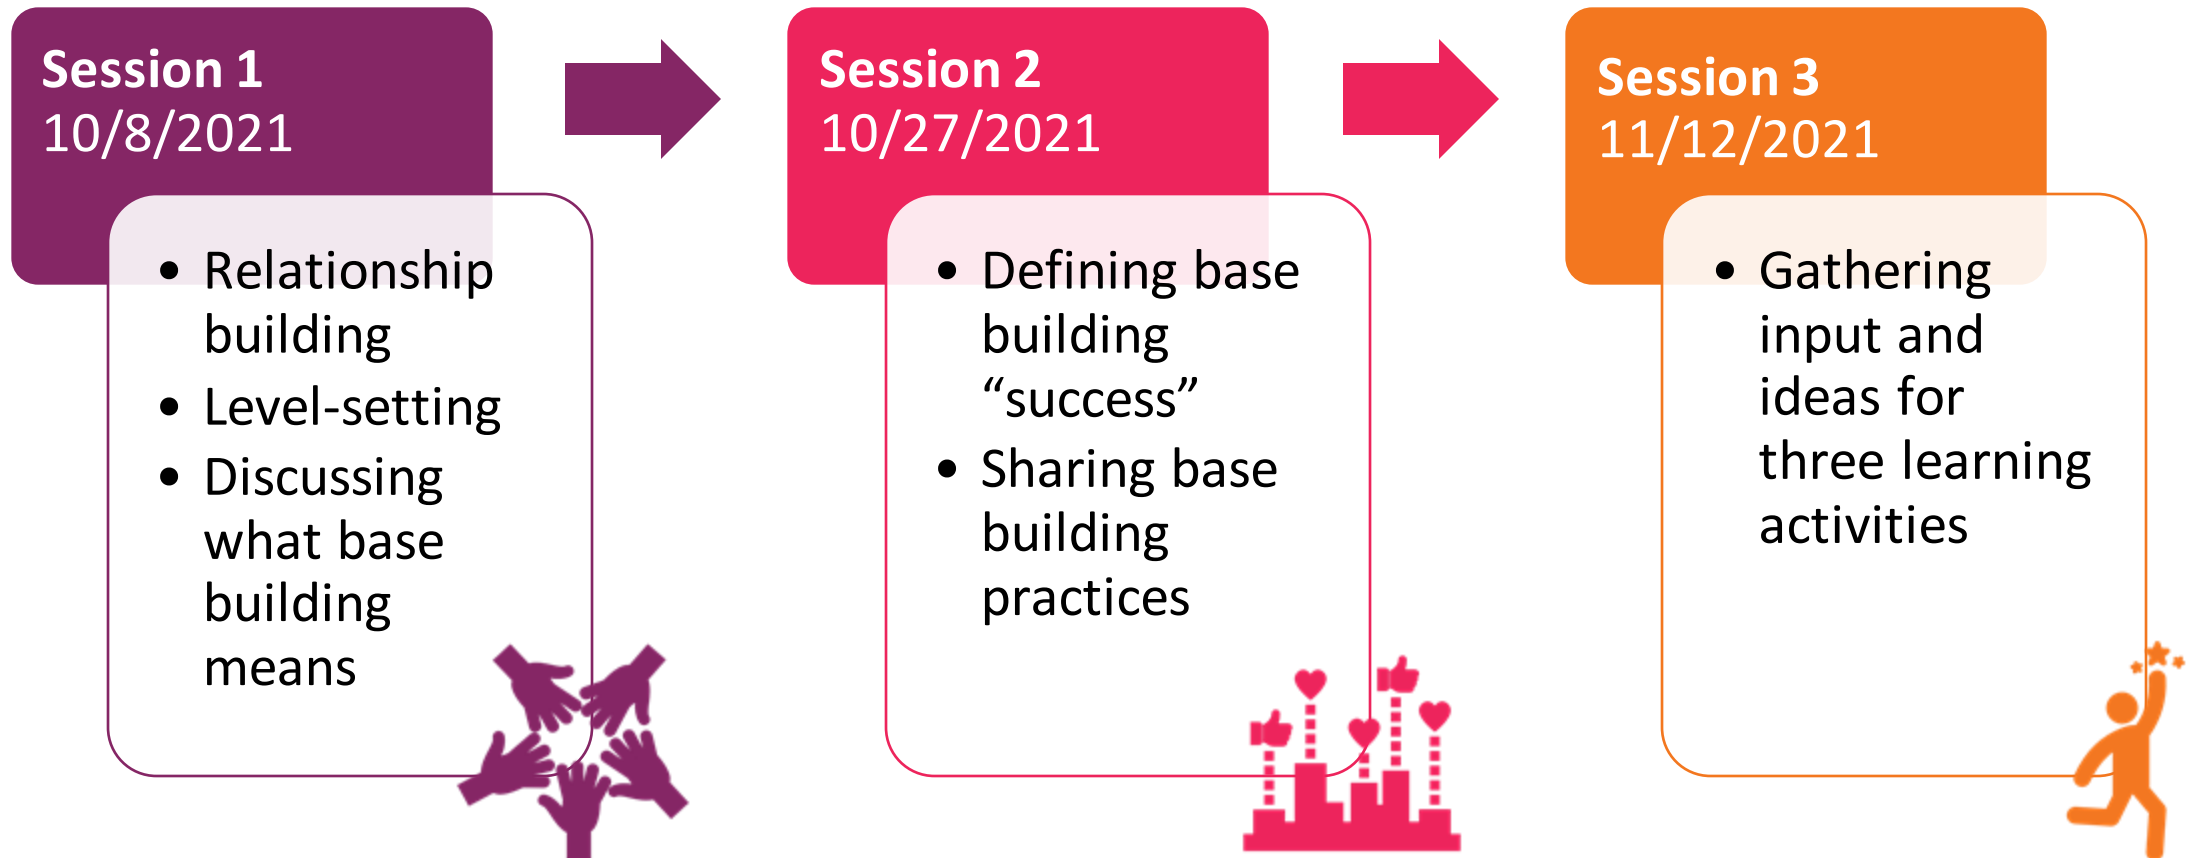 Session 1
10/8/2021
• Relationship
building
• Level-setting
• Discussing
what base
building
means
Session 2
10/27/2021
• Defining base
building
“success”
• Sharing base
building
practices
Session 3
11/12/2021
• Gathering
input and
ideas for
three learning
activities